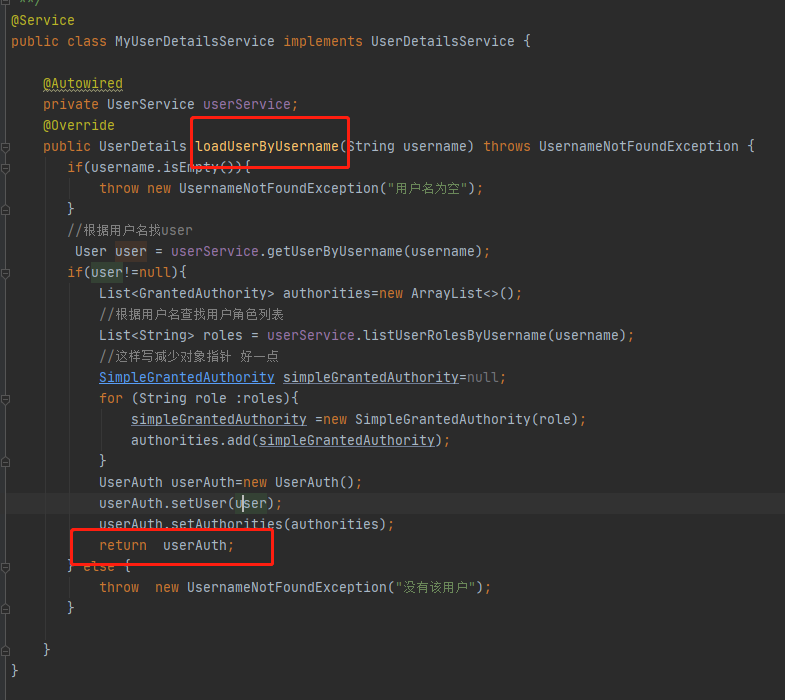 **/
@Service
public class MyUserDetailsService implements UserDetailsService {
@Autowired
private UserService userService;
@Override
public UserDetails loadUserByUsername(String username) throws UsernameNotFoundException {
if(username.isEmpty()){
throw new UsernameNotFoundException("用户名为空");
}
//根据用户名找user
User user = userService.getUserByUsername(username);
if(user!=null){
List<GrantedAuthority> authorities=new ArrayList<>();
//根据用户名查找用户角色列表
List<String> roles = userService.listUserRolesByUsername(username);
//这样写减少对象指针 好一点
SimpleGrantedAuthority simpleGrantedAuthority=null;
for (String role :roles){
simpleGrantedAuthority =new SimpleGrantedAuthority(role);
authorities.add(simpleGrantedAuthority);
}
UserAuth userAuth=new UserAuth();
userAuth.setUser(user);
userAuth.setAuthorities(authorities);
return  userAuth;
} else {
throw  new UsernameNotFoundException("没有该用户");
}
}
}